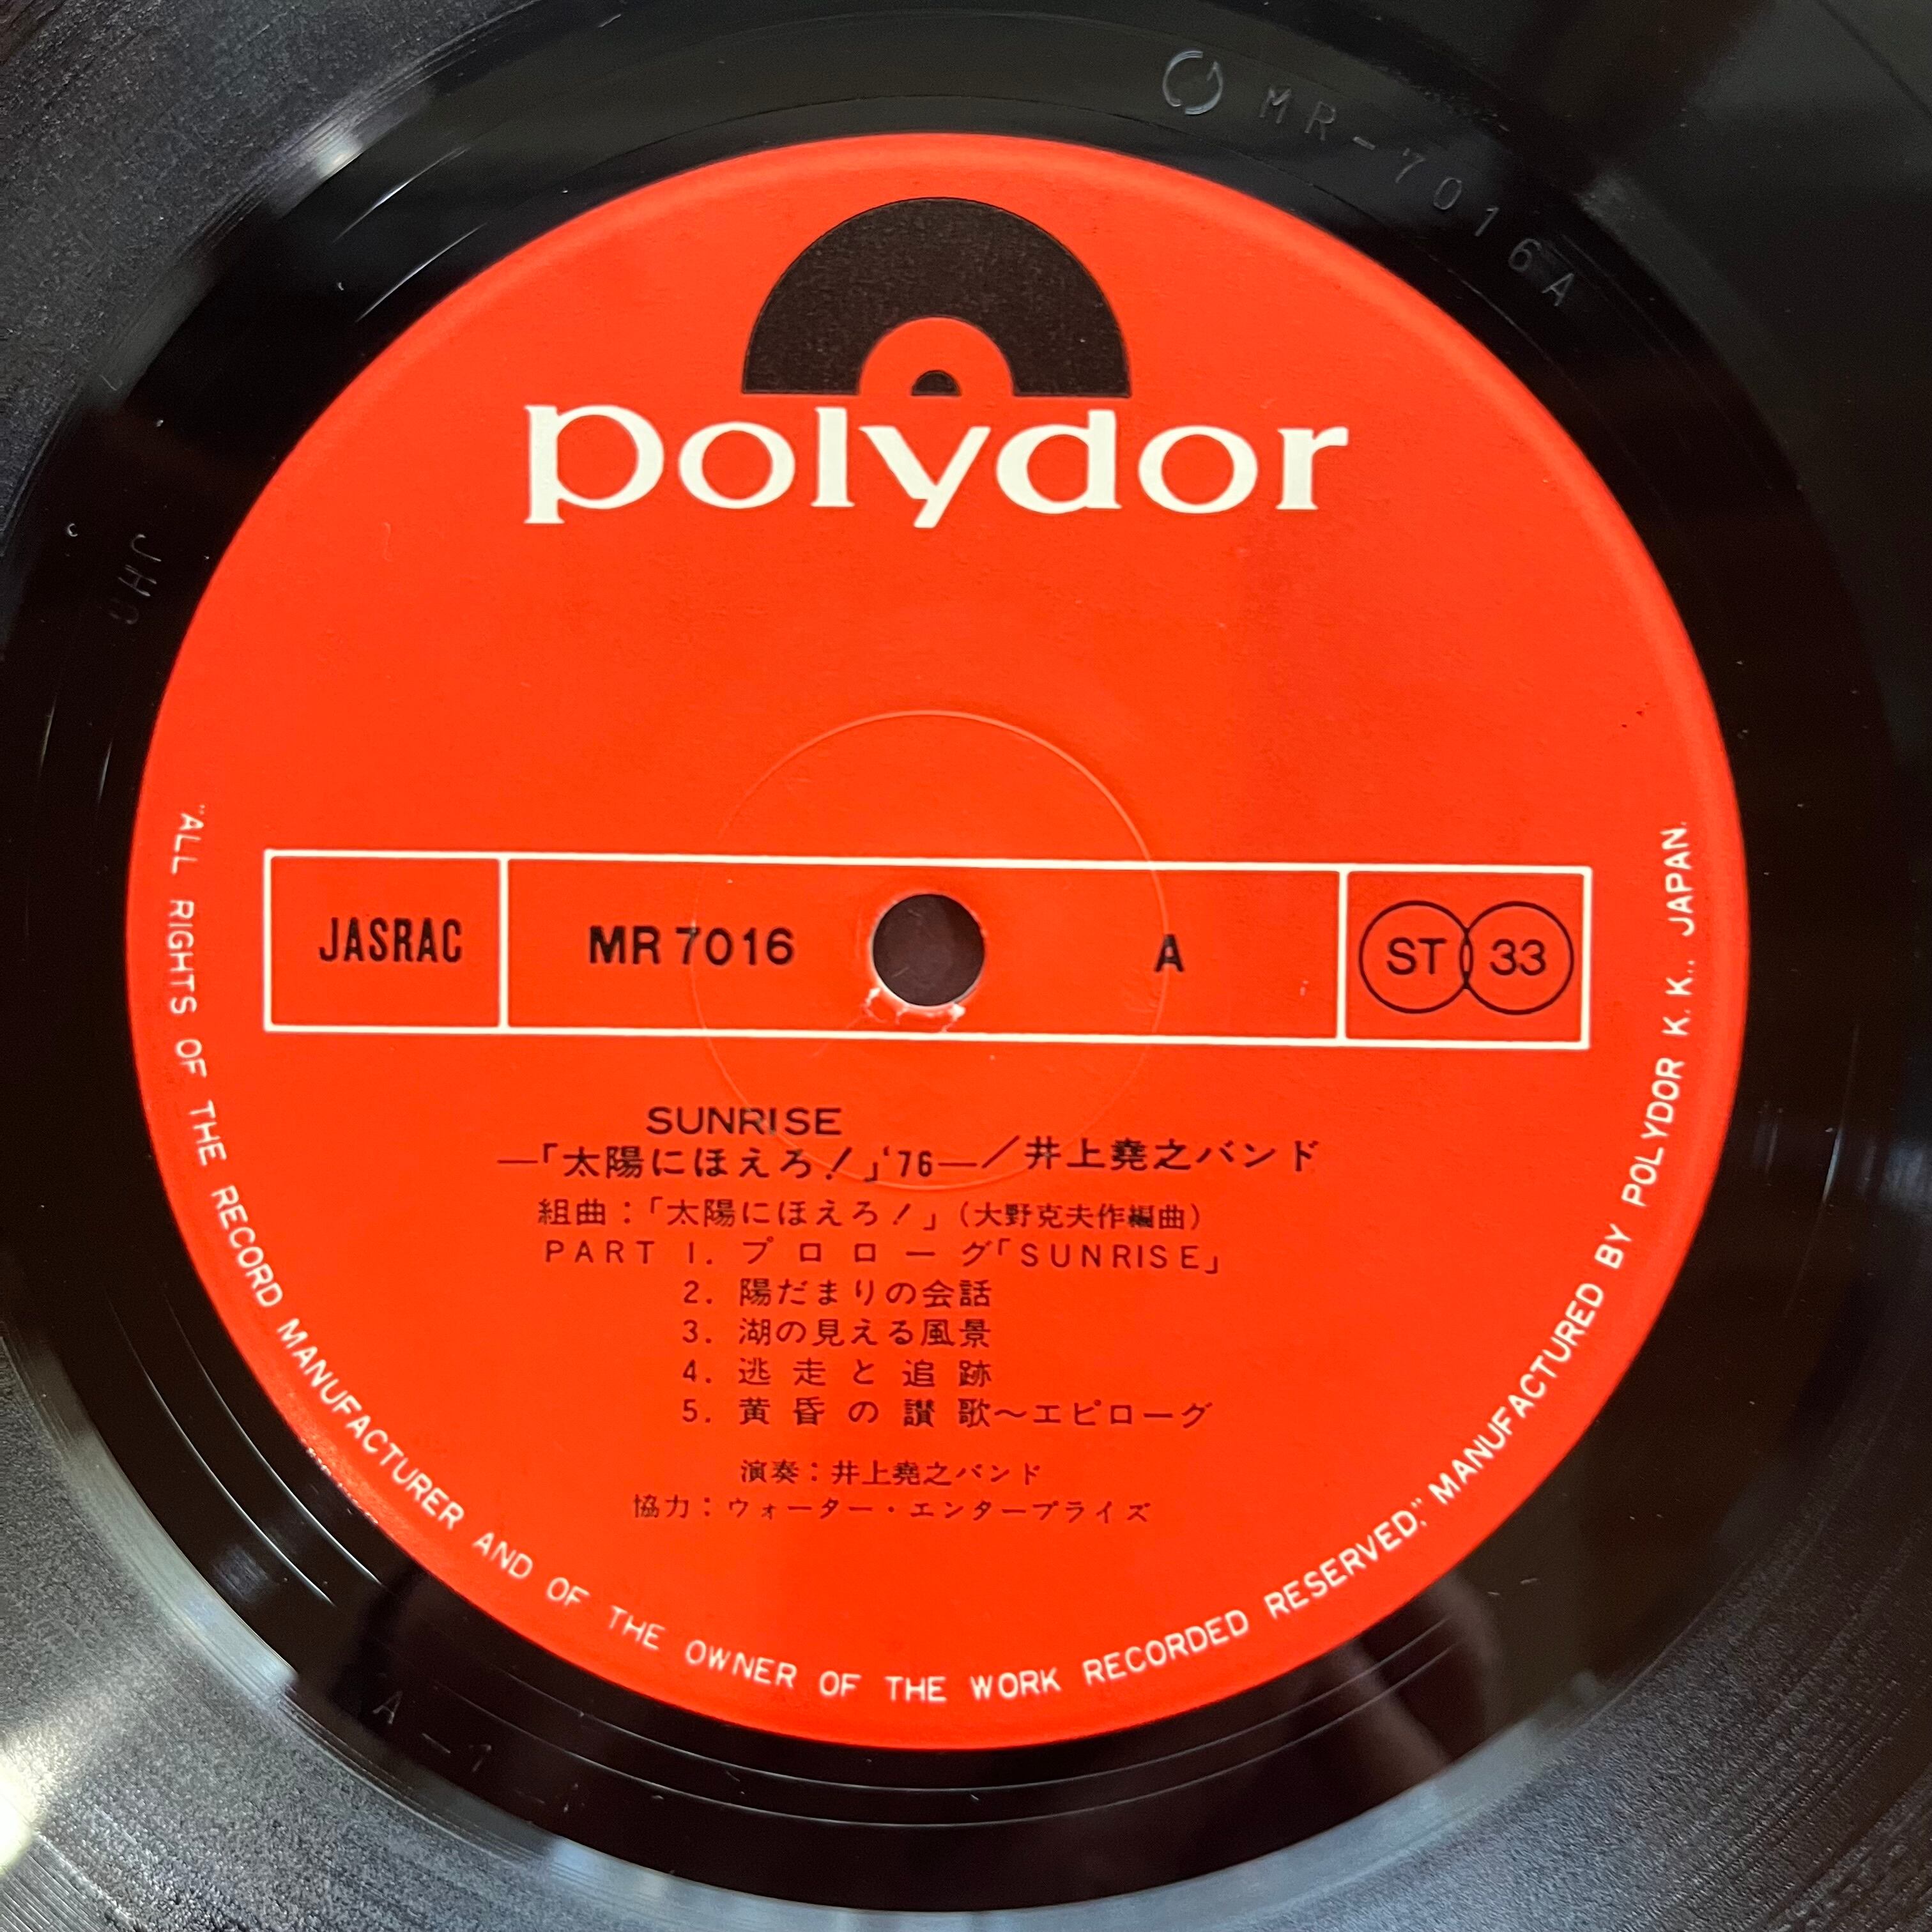 MR-7016A
polydor
JASRAC MR 7016 A ST 33
SUNRISE
—「太陽にほえろ!」'76—／井上堯之バンド
組曲:「太陽にほえろ!」(大野克夫作編曲)
PART 1. プロローグ「SUNRISE」
2. 陽だまりの会話
3. 湖の見える風景
4. 逃走と追跡
5. 黄昏の讃歌〜エピローグ
演奏:井上堯之バンド
協力:ウォーター・エンタープライズ
"ALL RIGHTS OF THE RECORD MANUFACTURER AND OF THE OWNER OF THE WORK RECORDED RESERVED," MANUFACTURED BY POLYDOR K.K., JAPAN.
A-1